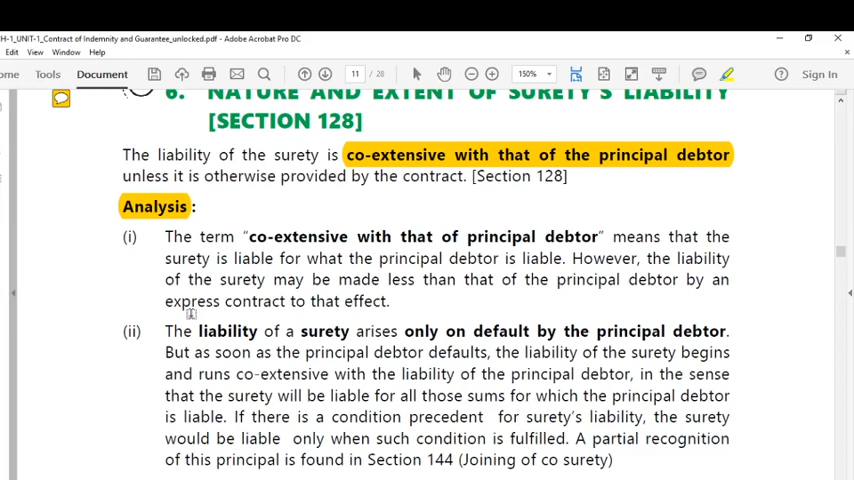 CH-1_UNIT-1_Contract of Indemnity and Guarantee_unlocked.pdf - Adobe Acrobat Pro DC
Edit View Window Help
Home Tools Document 11 / 28 150% Sign In
6. NATURE AND EXTENT OF SURETY'S LIABILITY
[SECTION 128]
The liability of the surety is co-extensive with that of the principal debtor
unless it is otherwise provided by the contract. [Section 128]
Analysis :
(i) The term “co-extensive with that of principal debtor” means that the
surety is liable for what the principal debtor is liable. However, the liability
of the surety may be made less than that of the principal debtor by an
express contract to that effect.
(ii) The liability of a surety arises only on default by the principal debtor.
But as soon as the principal debtor defaults, the liability of the surety begins
and runs co-extensive with the liability of the principal debtor, in the sense
that the surety will be liable for all those sums for which the principal debtor
is liable. If there is a condition precedent for surety’s liability, the surety
would be liable only when such condition is fulfilled. A partial recognition
of this principal is found in Section 144 (Joining of co surety)